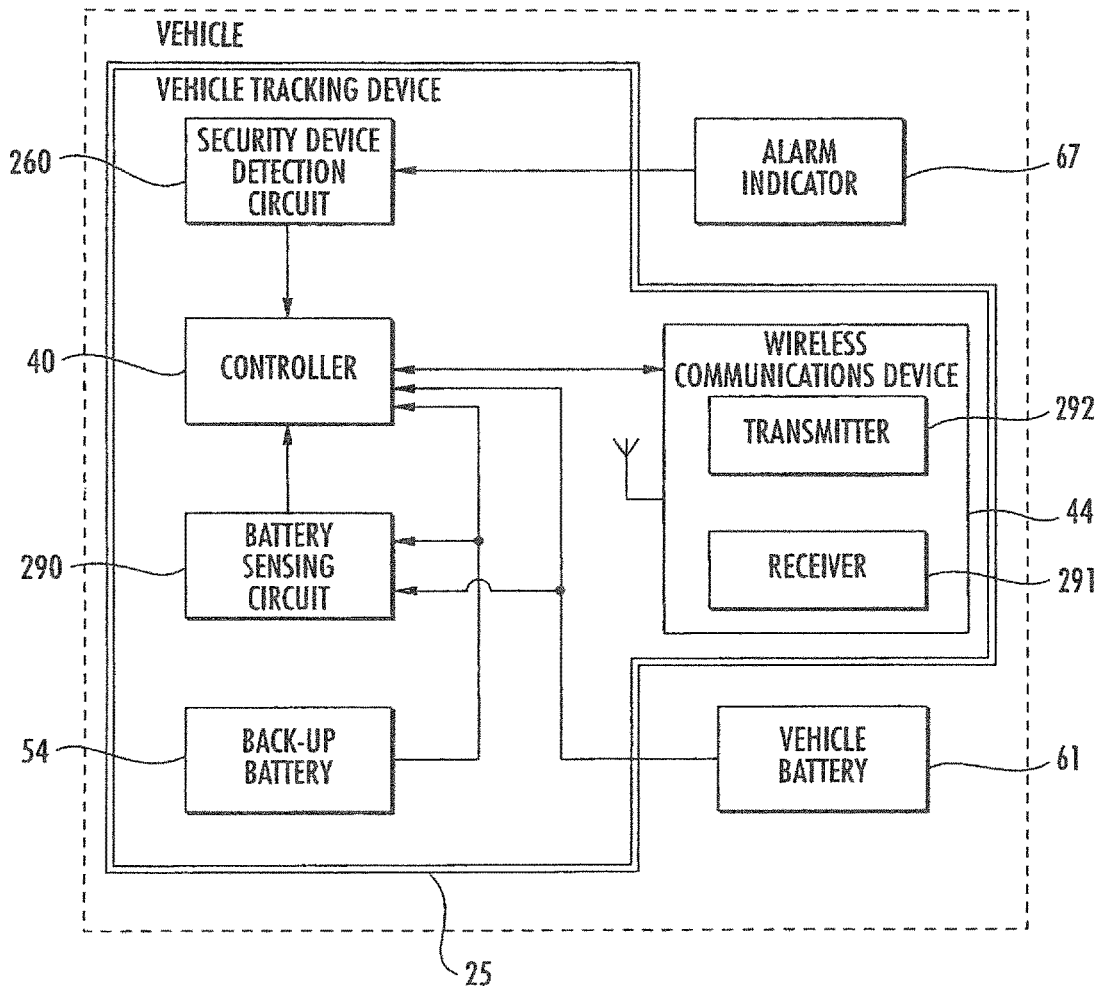 VEHICLE
VEHICLE TRACKING DEVICE
SECURITY DEVICE
DETECTION
CIRCUIT
260
ALARM
INDICATOR
67
CONTROLLER
40
WIRELESS
COMMUNICATIONS DEVICE
TRANSMITTER
292
44
RECEIVER
291
BATTERY
SENSING
CIRCUIT
290
BACK-UP
BATTERY
54
VEHICLE
BATTERY
61
25